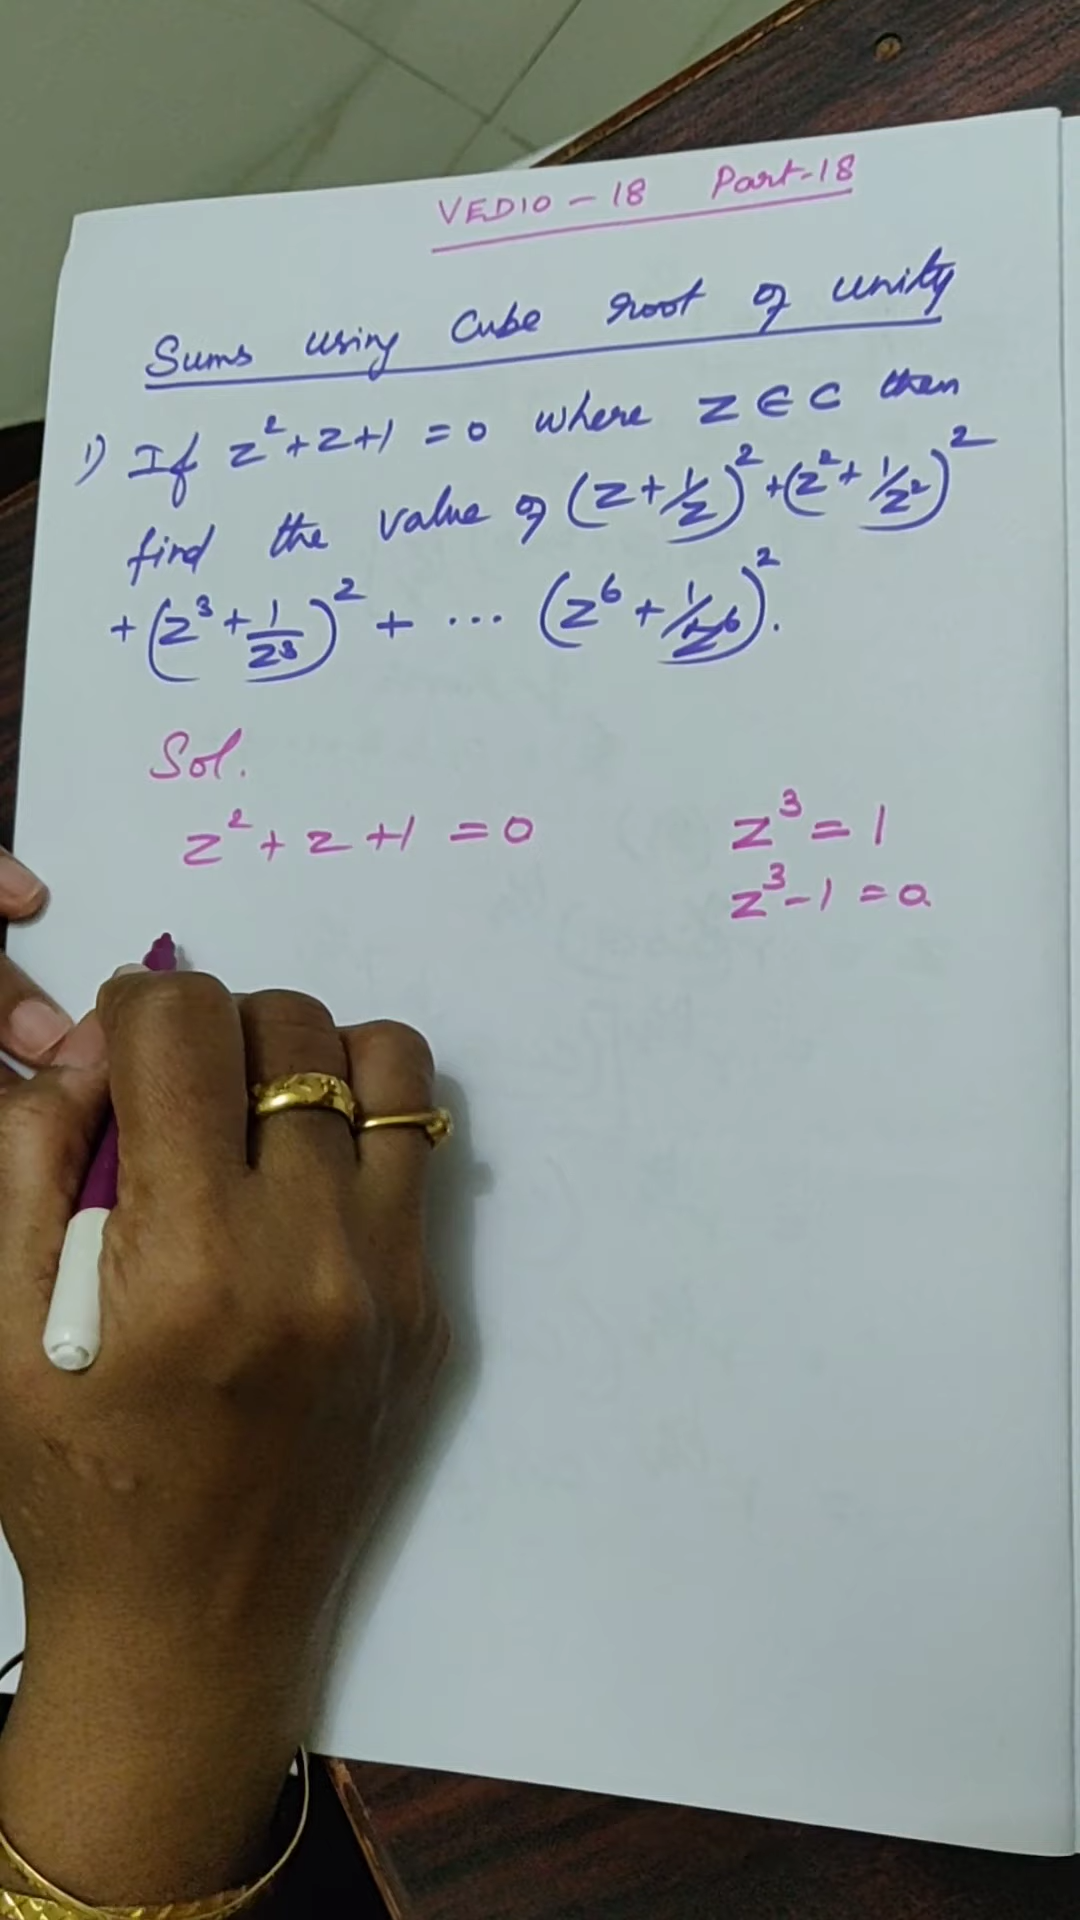 VEDIO - 18 Part-18
Sums using Cube root of unity
1) If z² + z + 1 = 0 where z ∈ C then
find the value of (z + 1/z)² + (z² + 1/z²)²
+ (z³ + 1/z³)² + ... (z⁶ + 1/z⁶)².
Sol.
z² + z + 1 = 0 z³ = 1
z³ - 1 = 0